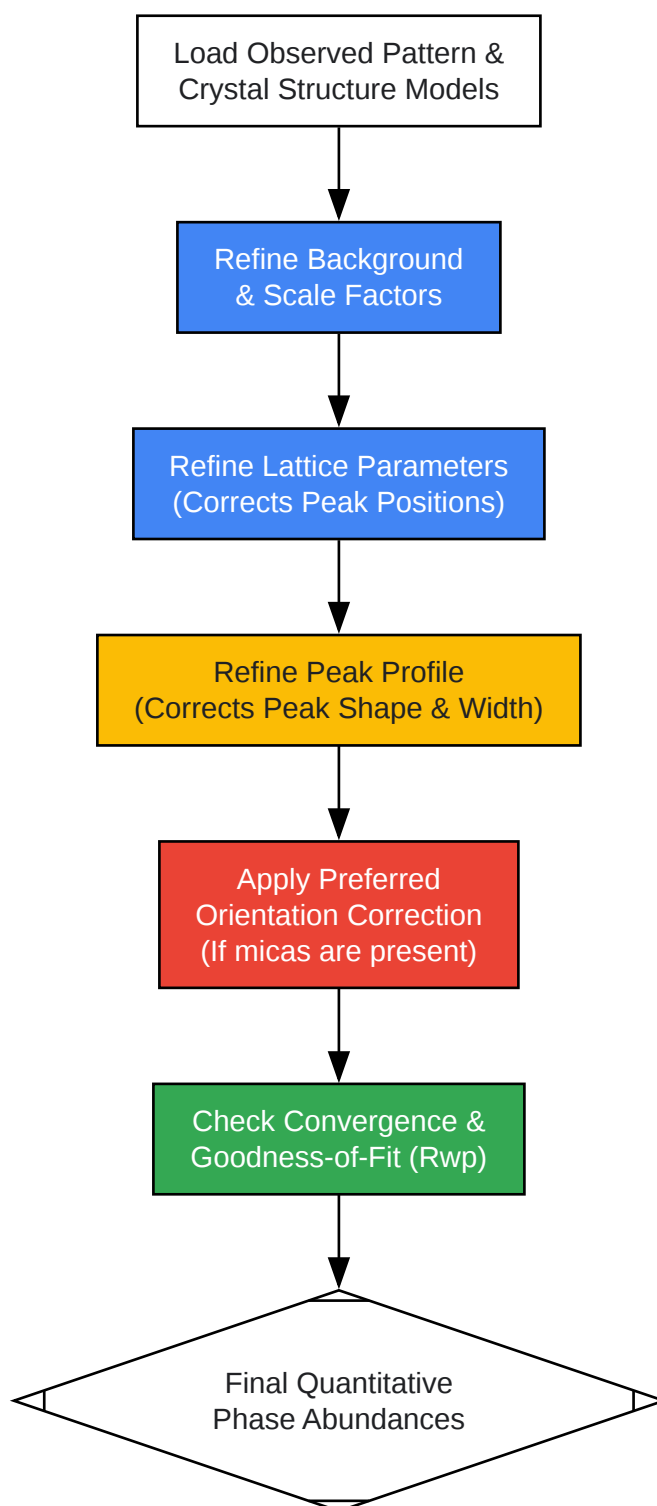 Load Observed Pattern &
Crystal Structure Models
Refine Background
& Scale Factors
Refine Lattice Parameters
(Corrects Peak Positions)
Refine Peak Profile
(Corrects Peak Shape & Width)
Apply Preferred
Orientation Correction
(If micas are present)
Check Convergence &
Goodness-of-Fit (Rwp)
Final Quantitative
Phase Abundances